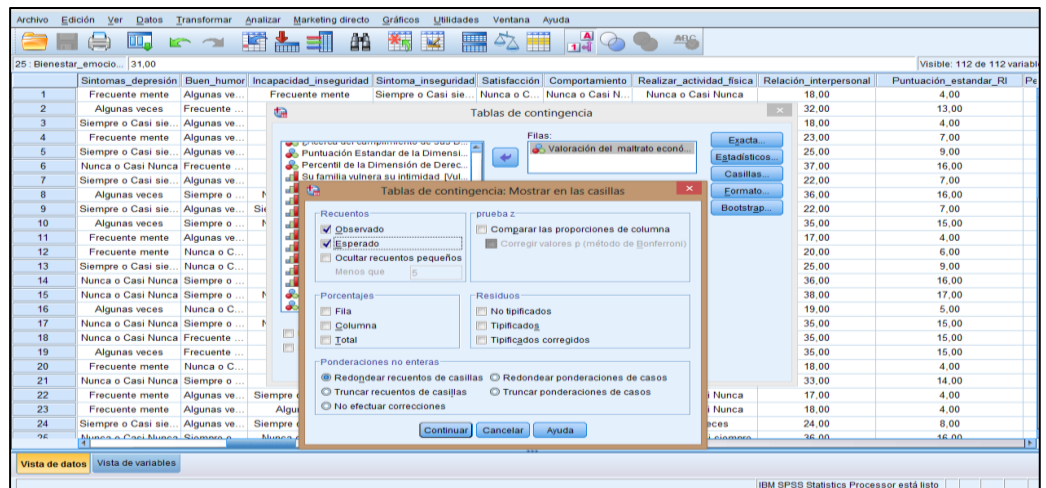 Archivo Edición Ver Datos Transformar Analizar Marketing directo Gráficos Utilidades Ventana Ayuda
25 : Bienestar_emocio... 31,00 Visible: 112 de 112 variabl
Sintomas_depresión Buen_humor Incapacidad_inseguridad Sintoma_inseguridad Satisfacción Comportamiento Realizar_actividad_física Relación_interpersonal Puntuación_estandar_RI Pe
1 Frecuente mente Algunas ve... Frecuente mente Siempre o Casi sie... Nunca o C... Nunca o Casi N... Nunca o Casi Nunca 18,00 4,00
2 Algunas veces Frecuente ... 32,00 13,00
3 Siempre o Casi sie... Algunas ve... 18,00 4,00
4 Frecuente mente Algunas ve... 23,00 7,00
5 Siempre o Casi sie... Algunas ve... 25,00 9,00
6 Nunca o Casi Nunca Frecuente ... 37,00 16,00
7 Siempre o Casi sie... Algunas ve... 22,00 7,00
8 Algunas veces Siempre o ... N 36,00 16,00
9 Siempre o Casi sie... Algunas ve... Sie 22,00 7,00
10 Algunas veces Siempre o ... N 35,00 15,00
11 Frecuente mente Algunas ve... 17,00 4,00
12 Frecuente mente Nunca o C... 20,00 6,00
13 Siempre o Casi sie... Nunca o C... 25,00 9,00
14 Nunca o Casi Nunca Siempre o ... 36,00 16,00
15 Nunca o Casi Nunca Siempre o ... N 38,00 17,00
16 Algunas veces Nunca o C... 19,00 5,00
17 Nunca o Casi Nunca Siempre o ... N 35,00 15,00
18 Nunca o Casi Nunca Frecuente ... 35,00 15,00
19 Algunas veces Frecuente ... 35,00 15,00
20 Frecuente mente Nunca o C... 18,00 4,00
21 Nunca o Casi Nunca Siempre o ... 33,00 14,00
22 Frecuente mente Algunas ve... Siempre i Nunca 17,00 4,00
23 Frecuente mente Algunas ve... Algu i Nunca 18,00 4,00
24 Siempre o Casi sie... Algunas ve... Siempre eces 24,00 8,00
Nunca o Casi Nunca Siempre o 36,00 16,00
Tablas de contingencia
Puntuación Estandar de la Dimensi...
Percentil de la Dimensión de Derec...
Su familia vulnera su intimidad [Vul...
Filas:
Valoración del maltrato econó...
Exacta...
Estadísticos...
Casillas...
Formato...
Bootstrap...
Tablas de contingencia: Mostrar en las casillas
Recuentos
Observado
Esperado
Ocultar recuentos pequeños
Menos que 5
prueba z
Comparar las proporciones de columna
Corregir valores p (método de Bonferroni)
Porcentajes
Fila
Columna
Total
Residuos
No tipificados
Tipificados
Tipificados corregidos
Ponderaciones no enteras
Redondear recuentos de casillas Redondear ponderaciones de casos
Truncar recuentos de casillas Truncar ponderaciones de casos
No efectuar correcciones
Continuar Cancelar Ayuda
Vista de datos Vista de variables
IBM SPSS Statistics Processor está listo